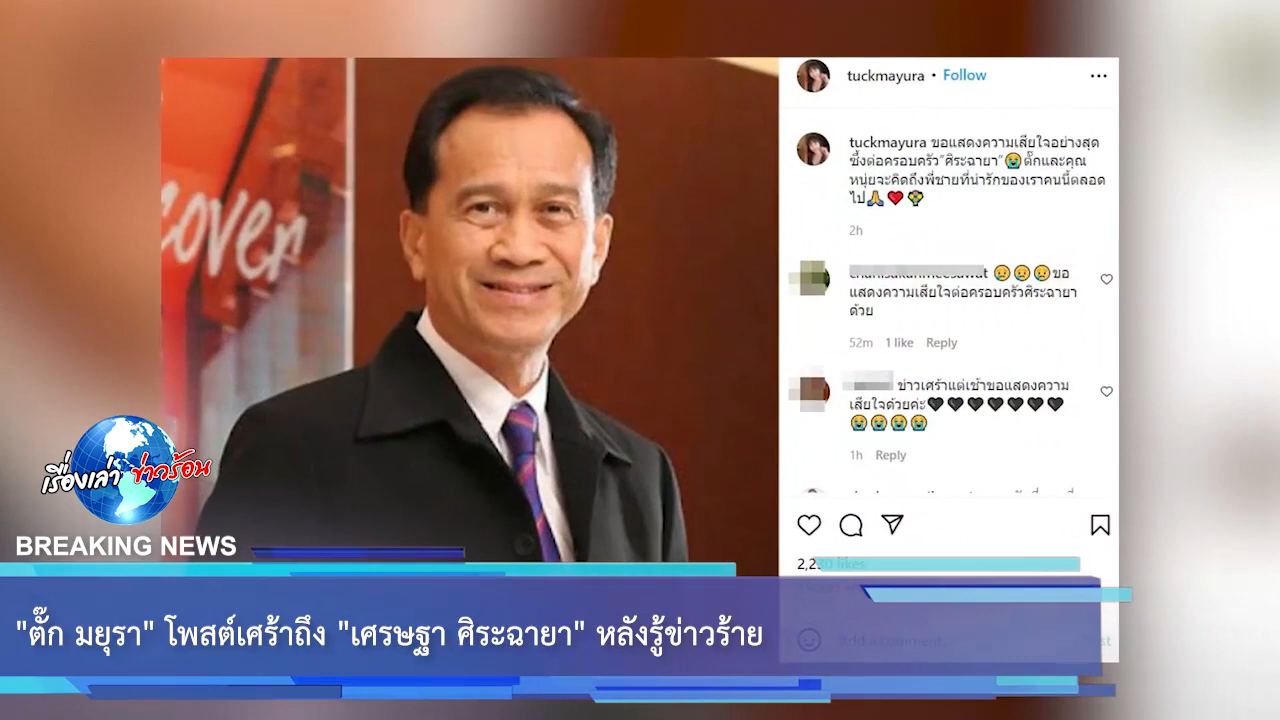 cover
tuckmayura • Follow
tuckmayura ขอแสดงความเสียใจอย่างสุด
ซึ้งต่อครอบครัว"ศิระฉายา"😭ตั๊กและคุณ
หนุ่ยจะคิดถึงพี่ชายที่น่ารักของเราคนนี้ตลอด
ไป🙏❤️💐
2h
😢😢😢ขอ
แสดงความเสียใจต่อครอบครัวศิระฉายา
ด้วย
52m 1 like Reply
ข่าวเศร้าแต่เช้าขอแสดงความ
เสียใจด้วยค่ะ🖤🖤🖤🖤🖤🖤🖤
😭😭😭😭
1h Reply
2,230 likes
Add a comment
เรื่องเล่า ข่าวร้อน
BREAKING NEWS
"ตั๊ก มยุรา" โพสต์เศร้าถึง "เศรษฐา ศิระฉายา" หลังรู้ข่าวร้าย